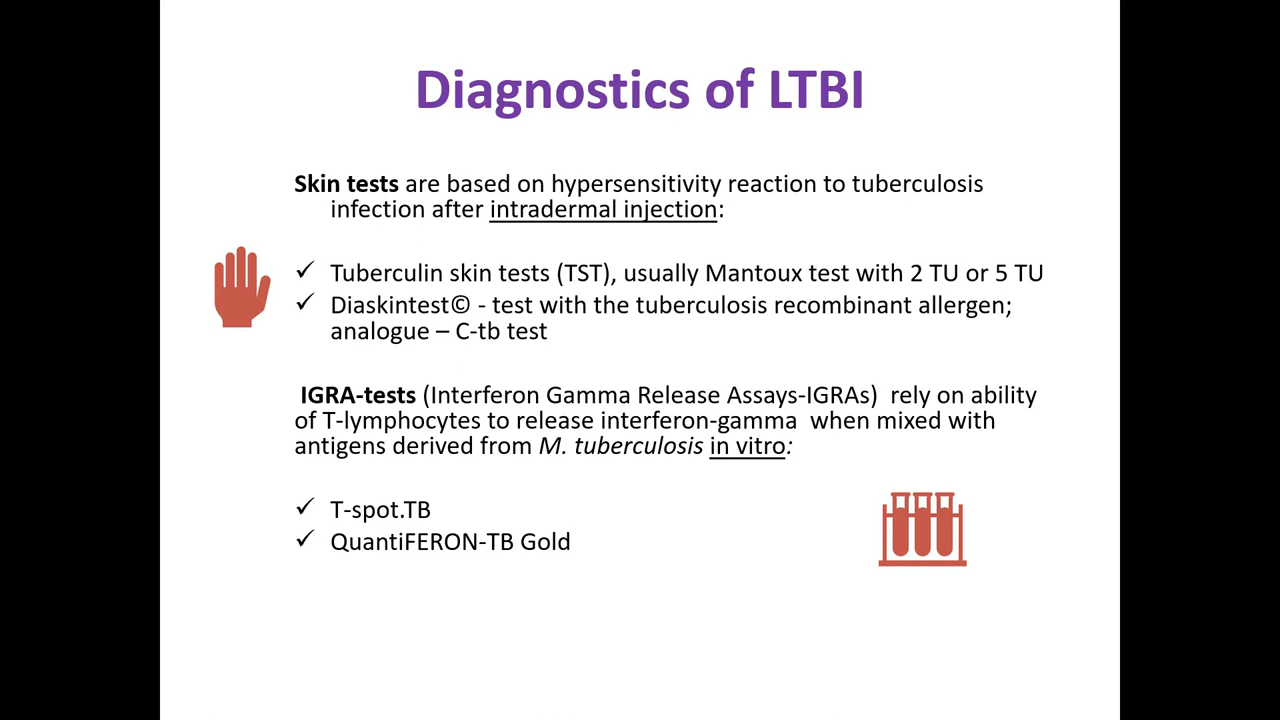 Diagnostics of LTBI
Skin tests are based on hypersensitivity reaction to tuberculosis
infection after intradermal injection:
✓ Tuberculin skin tests (TST), usually Mantoux test with 2 TU or 5 TU
✓ Diaskintest© - test with the tuberculosis recombinant allergen;
analogue – C-tb test
IGRA-tests (Interferon Gamma Release Assays-IGRAs) rely on ability
of T-lymphocytes to release interferon-gamma when mixed with
antigens derived from M. tuberculosis in vitro:
✓ T-spot.TB
✓ QuantiFERON-TB Gold